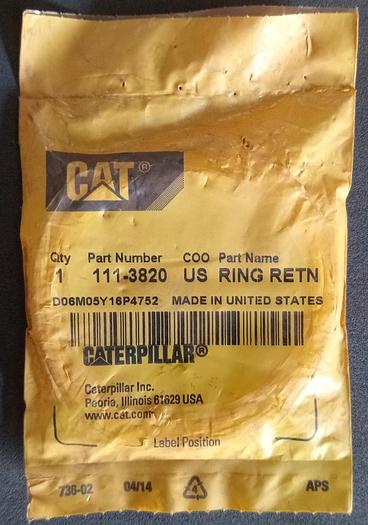 CAT®
Qty Part Number COO Part Name
1 111-3820 US RING RETN
D06M05Y16P4752 MADE IN UNITED STATES
CATERPILLAR®
Caterpillar Inc.
Peoria, Illinois 61629 USA
www.cat.com
Label Position
736-02 04/14 4 APS